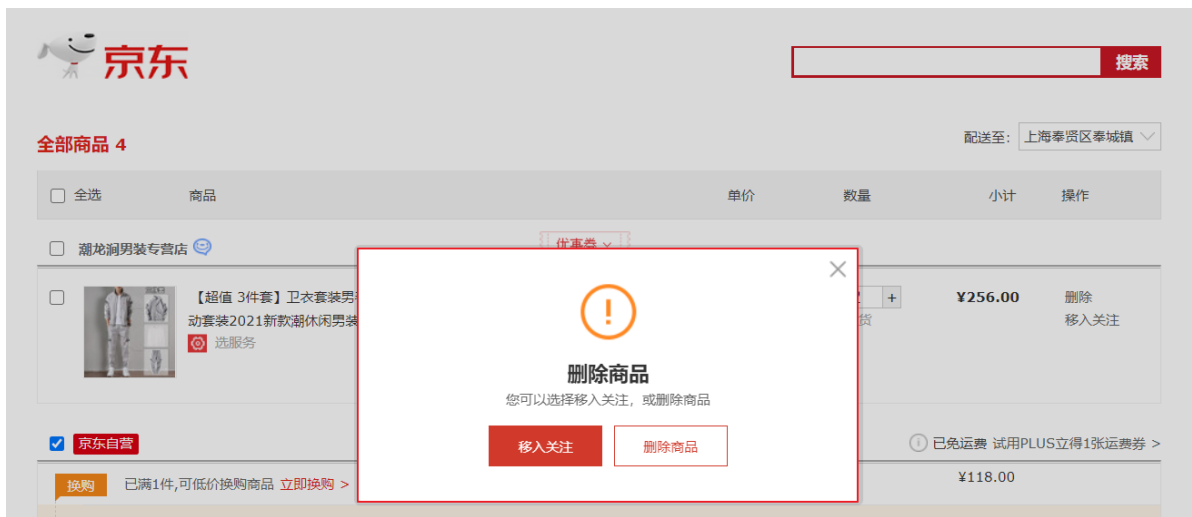 京东
搜索
全部商品 4
配送至： 上海奉贤区奉城镇
全选 商品 单价 数量 小计 操作
潮龙涧男装专营店 优惠券
【超值 3件套】卫衣套装男
动套装2021新款潮休闲男装
选服务
+
货
¥256.00
删除
移入关注
删除商品
您可以选择移入关注，或删除商品
移入关注 删除商品
京东自营 已免运费 试用PLUS立得1张运费券 >
换购 已满1件,可低价换购商品 立即换购 > ¥118.00